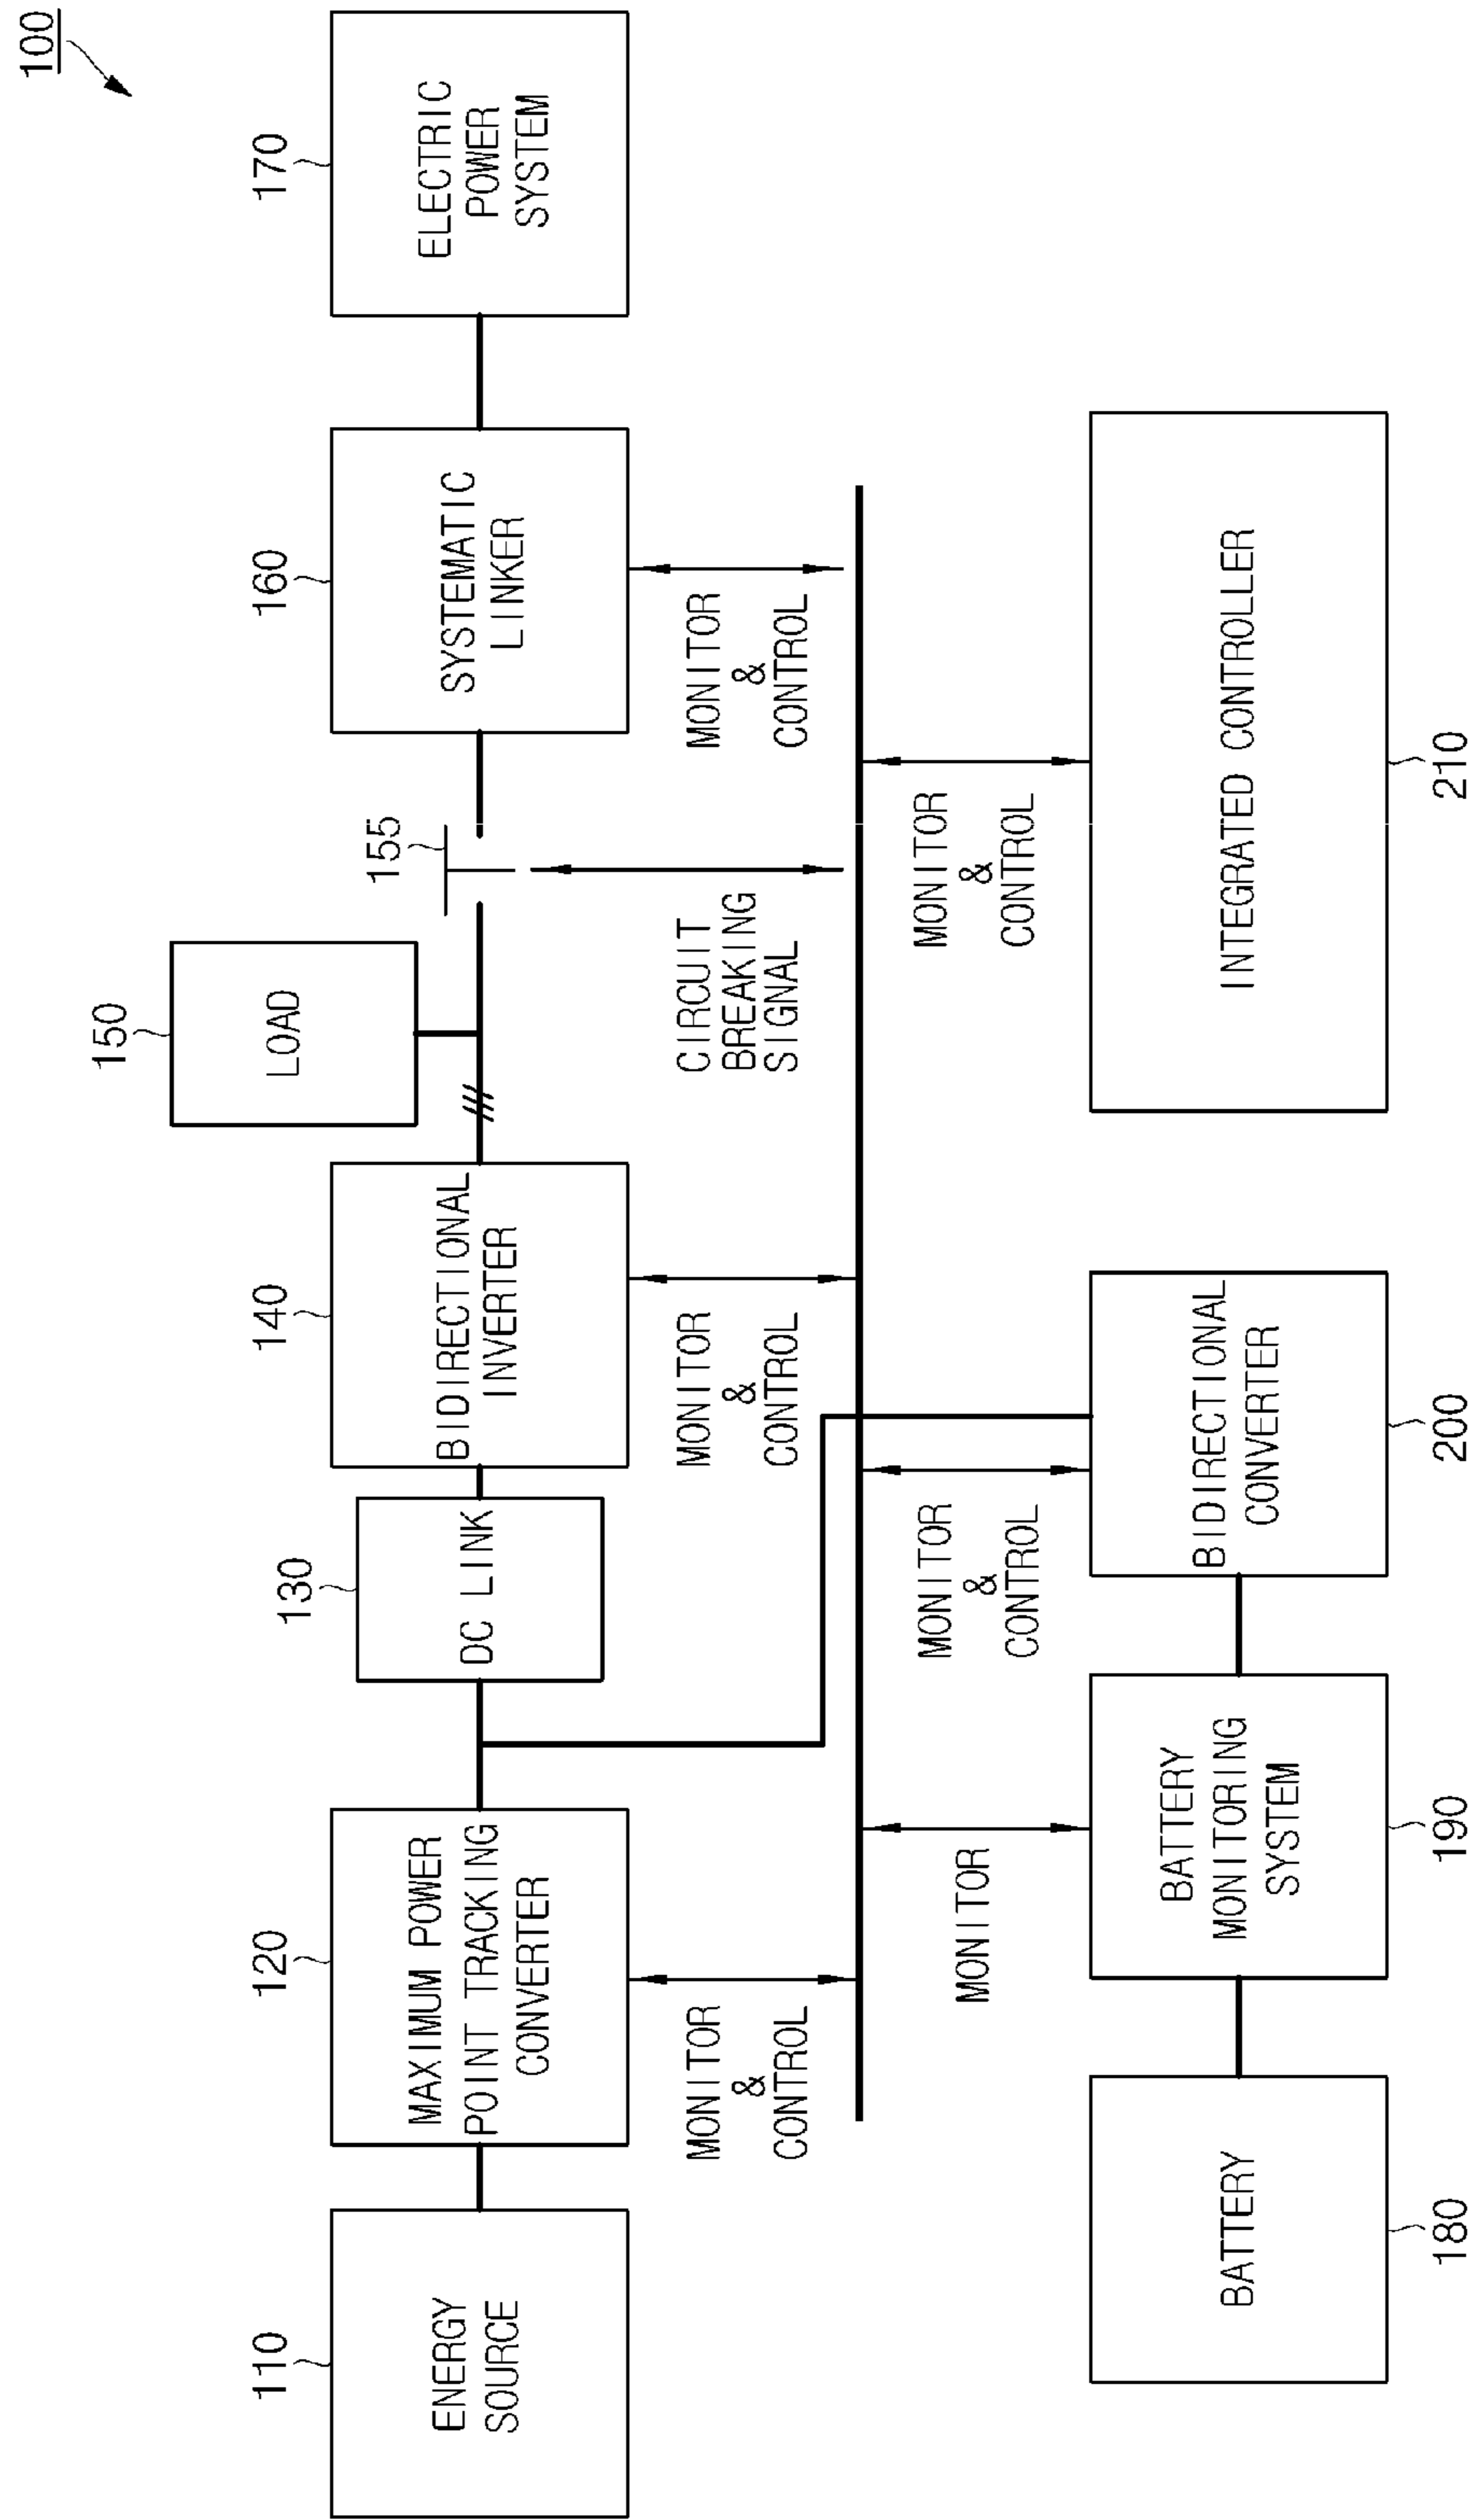 100
110
ENERGY
SOURCE
120
MAXIMUM POWER
POINT TRACKING
CONVERTER
130
DC LINK
140
BIDIRECTIONAL
INVERTER
150
LOAD
155
160
SYSTEMATIC
LINKER
170
ELECTRIC
POWER
SYSTEM
MONITOR
&
CONTROL
MONITOR
&
CONTROL
CIRCUIT
BREAKING
SIGNAL
MONITOR
&
CONTROL
MONITOR
MONITOR
&
CONTROL
MONITOR
&
CONTROL
BATTERY
180
BATTERY
MONITORING
SYSTEM
190
BIDIRECTIONAL
CONVERTER
200
INTEGRATED CONTROLLER
210